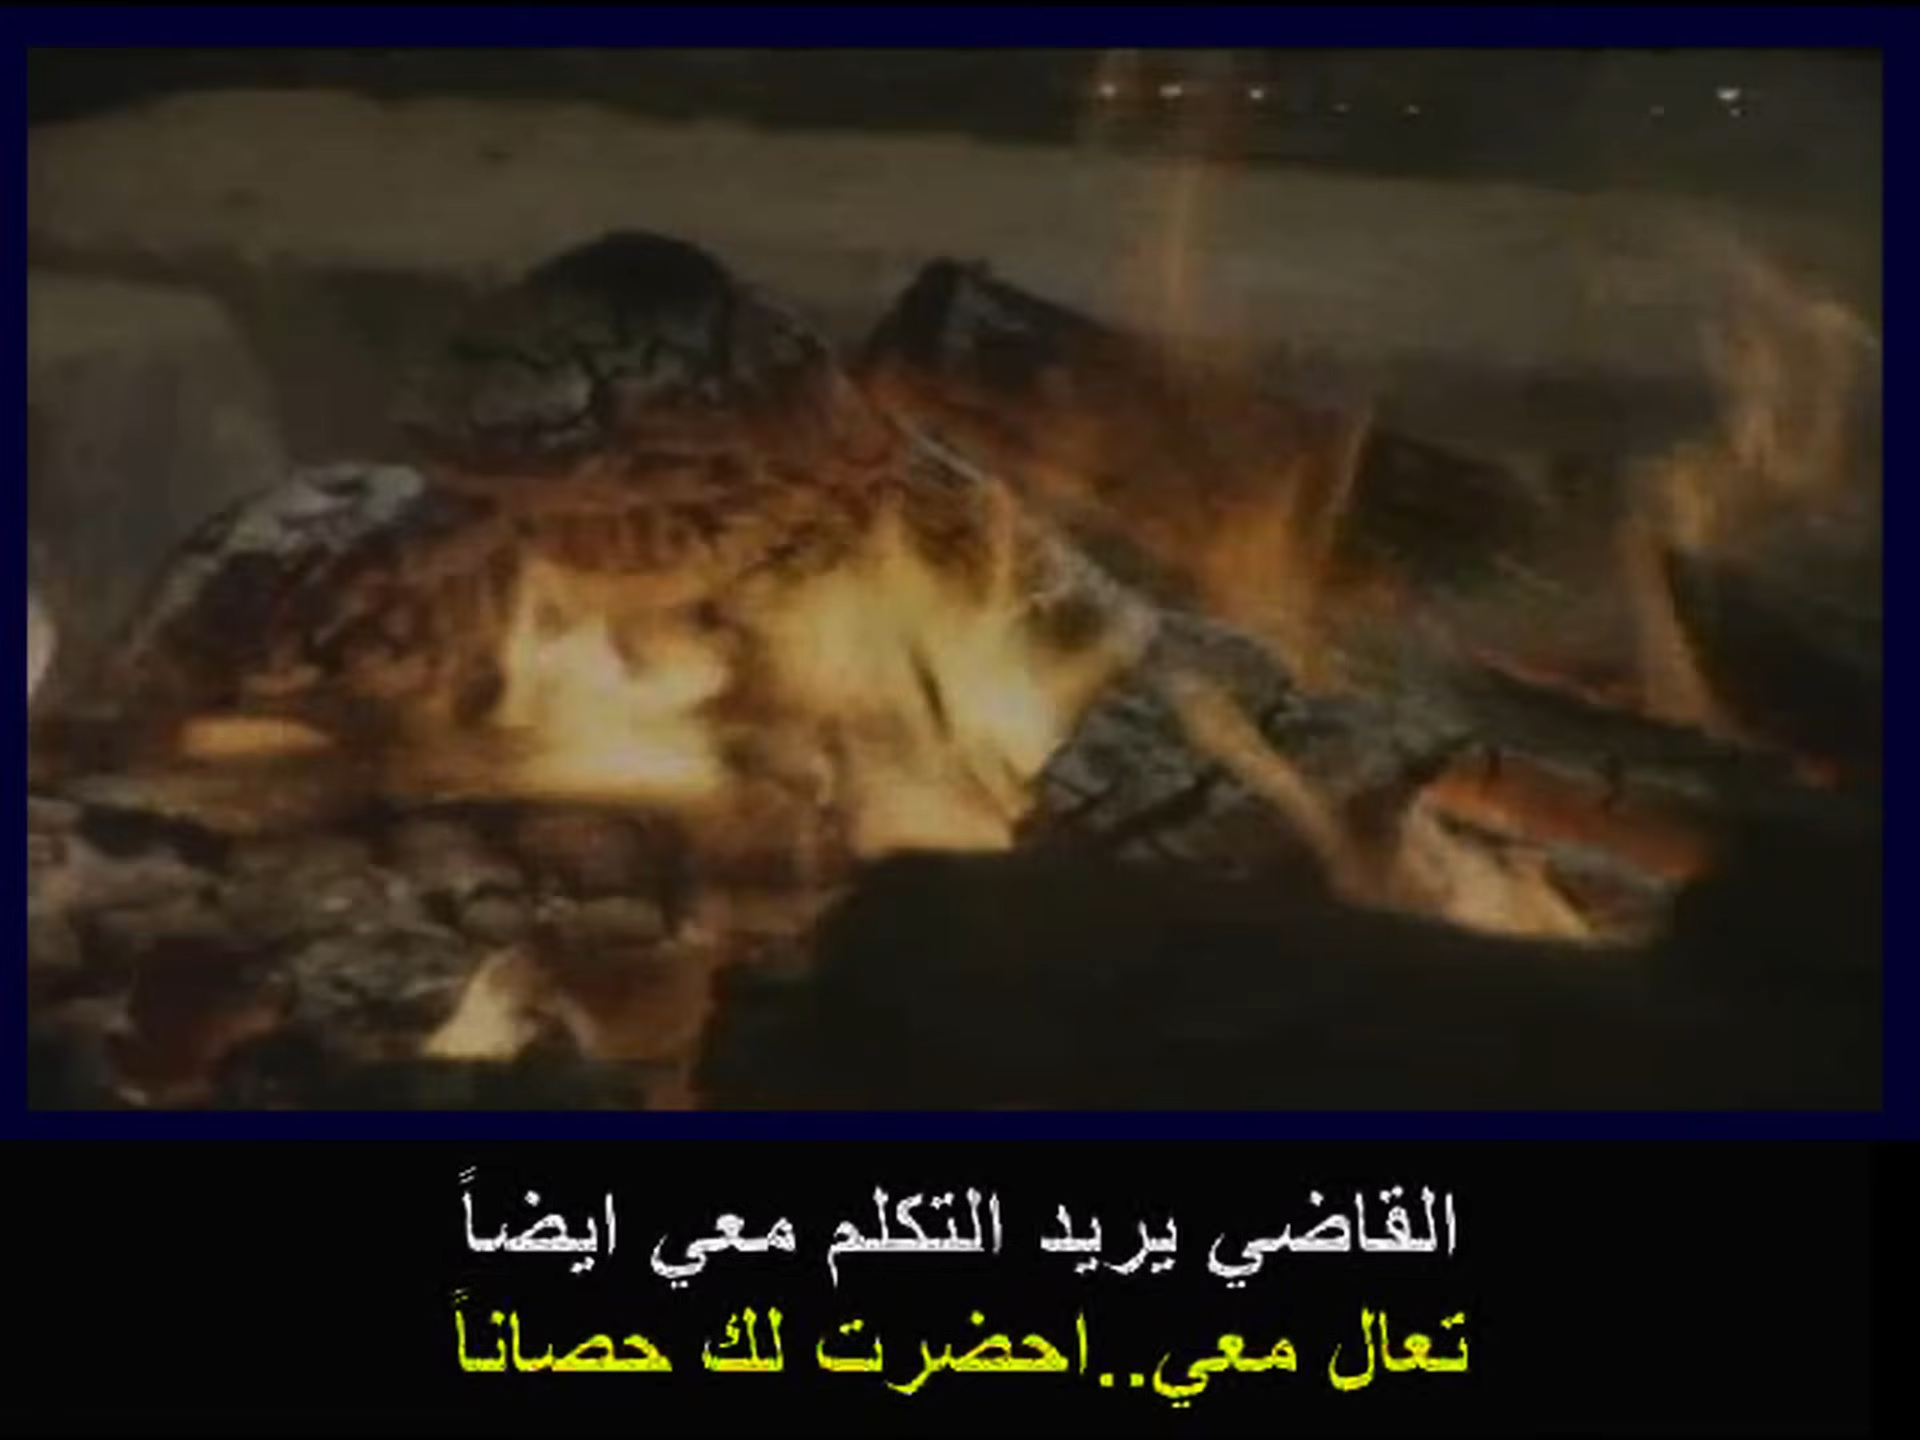 القاضي يريد التكلم معي ايضاً
تعال معي..احضرت لك حصاناً